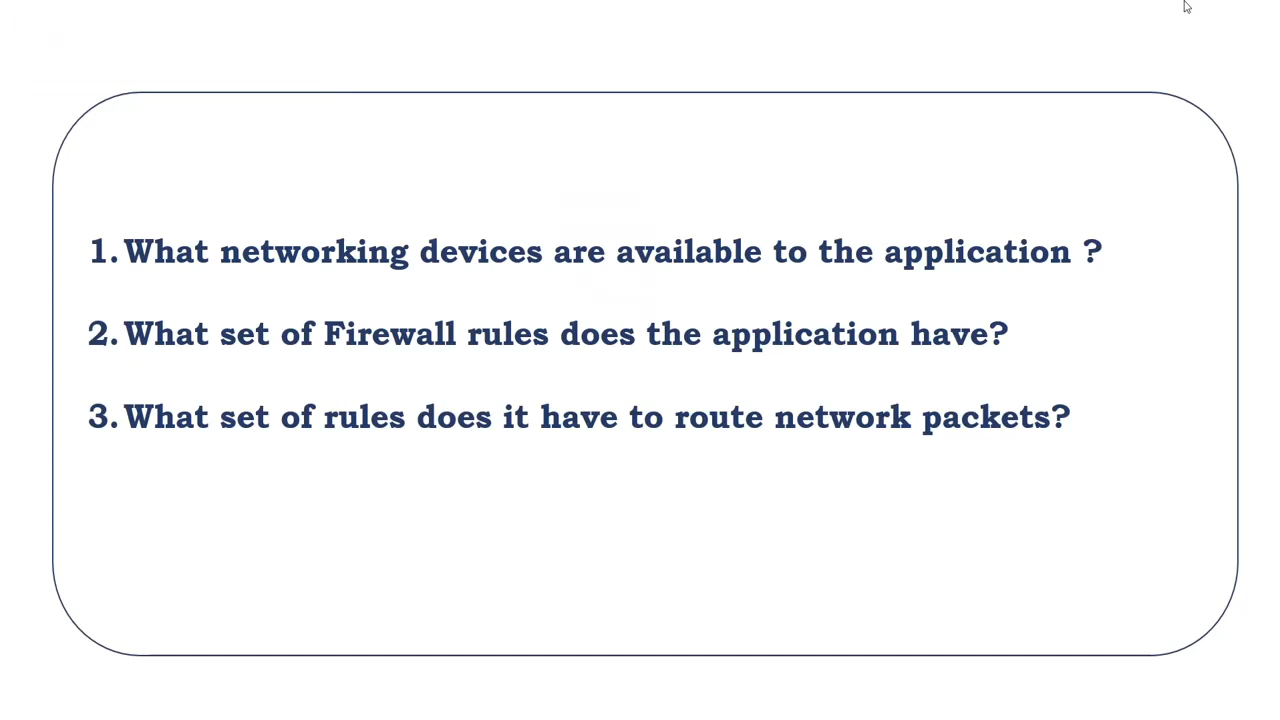 1. What networking devices are available to the application ?
2. What set of Firewall rules does the application have?
3. What set of rules does it have to route network packets?